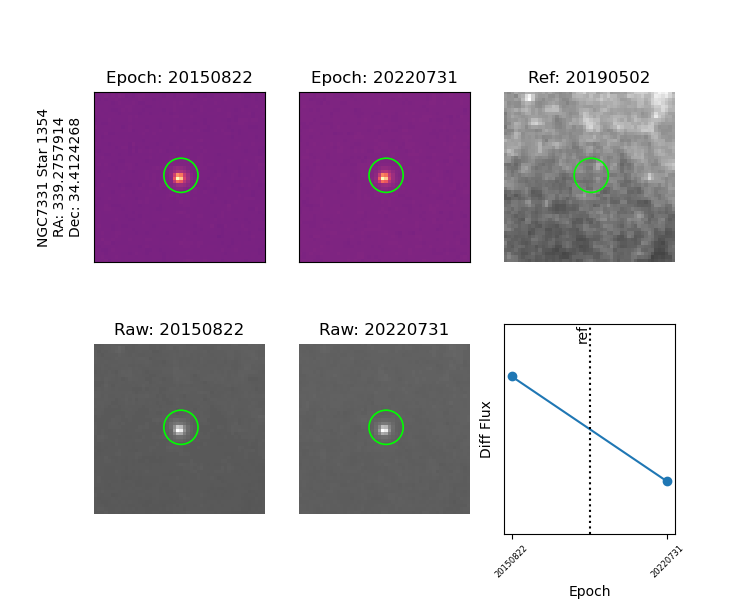 Epoch: 20150822
Epoch: 20220731
Ref: 20190502
NGC7331 Star 1354
RA: 339.2757914
Dec: 34.4124268
Raw: 20150822
Raw: 20220731
ref
Diff Flux
20150822
20220731
Epoch